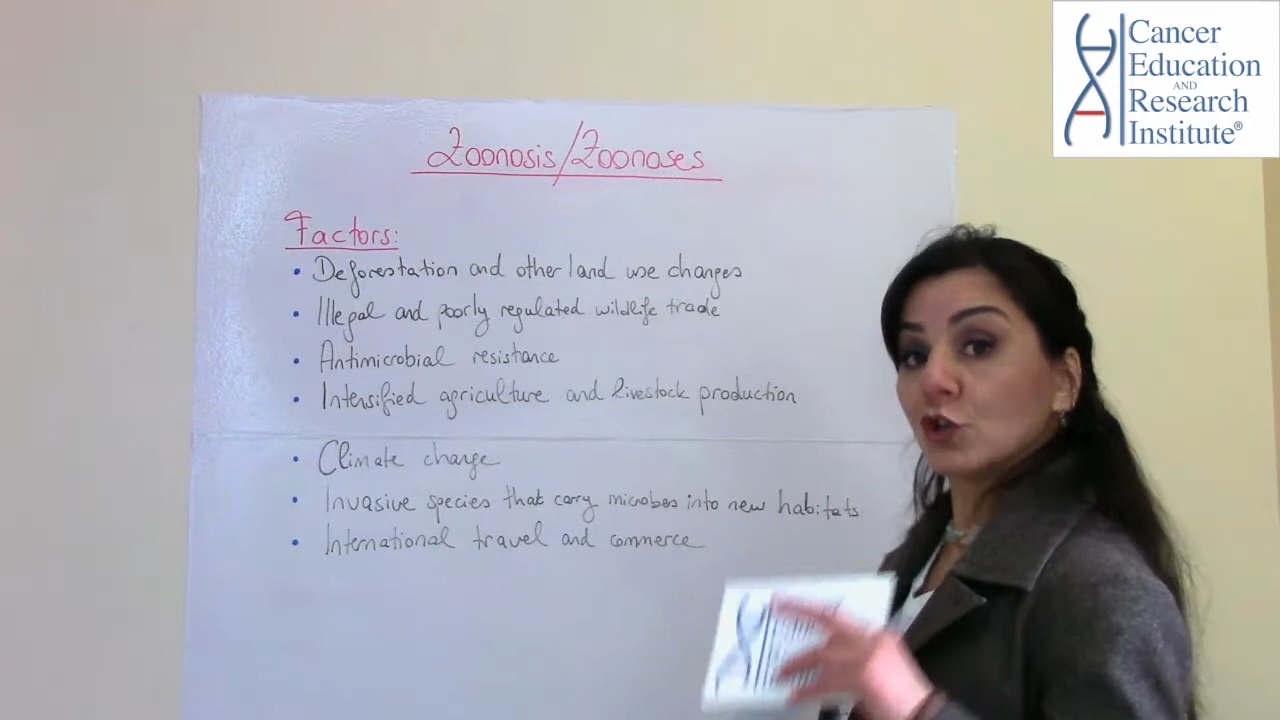 Cancer
Education
AND
Research
Institute®
Zoonosis/Zoonoses
Factors:
• Deforestation and other land use changes
• Illegal and poorly regulated wildlife trade
• Antimicrobial resistance
• Intensified agriculture and livestock production
• Climate change
• Invasive species that carry microbes into new habitats
• International travel and commerce